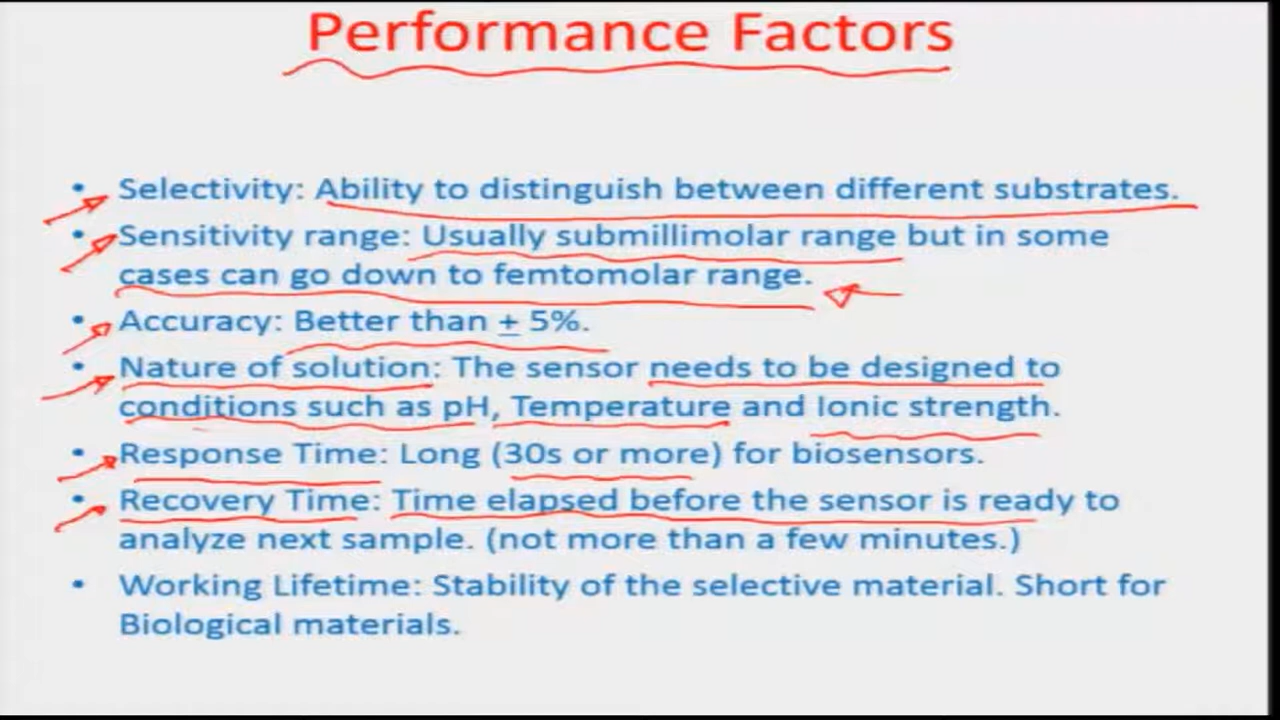 Performance Factors
• Selectivity: Ability to distinguish between different substrates.
• Sensitivity range: Usually submillimolar range but in some
cases can go down to femtomolar range.
• Accuracy: Better than ± 5%.
• Nature of solution: The sensor needs to be designed to
conditions such as pH, Temperature and Ionic strength.
• Response Time: Long (30s or more) for biosensors.
• Recovery Time: Time elapsed before the sensor is ready to
analyze next sample. (not more than a few minutes.)
• Working Lifetime: Stability of the selective material. Short for
Biological materials.